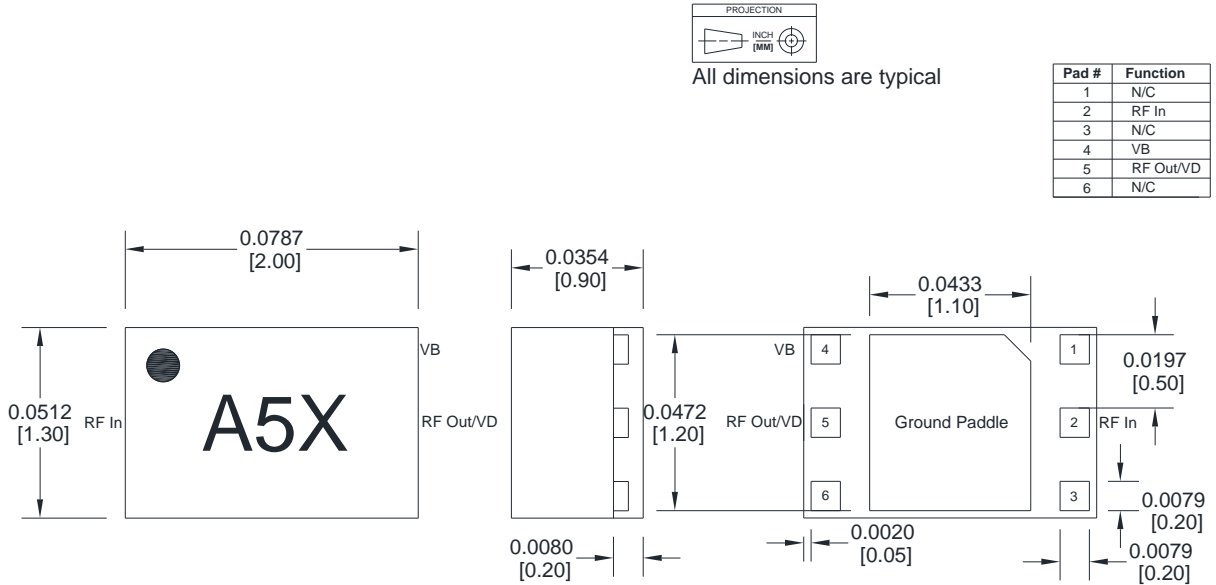 PROJECTION
INCH
[MM]
All dimensions are typical
Pad # Function
1 N/C
2 RF In
3 N/C
4 VB
5 RF Out/VD
6 N/C
0.0787
[2.00]
0.0354
[0.90]
0.0433
[1.10]
VB
VB
4
1
0.0197
[0.50]
0.0512
[1.30]
RF In
A5X
RF Out/VD
0.0472
[1.20]
RF Out/VD
5
Ground Paddle
2
RF In
6
3
0.0079
[0.20]
0.0080
[0.20]
0.0020
[0.05]
0.0079
[0.20]